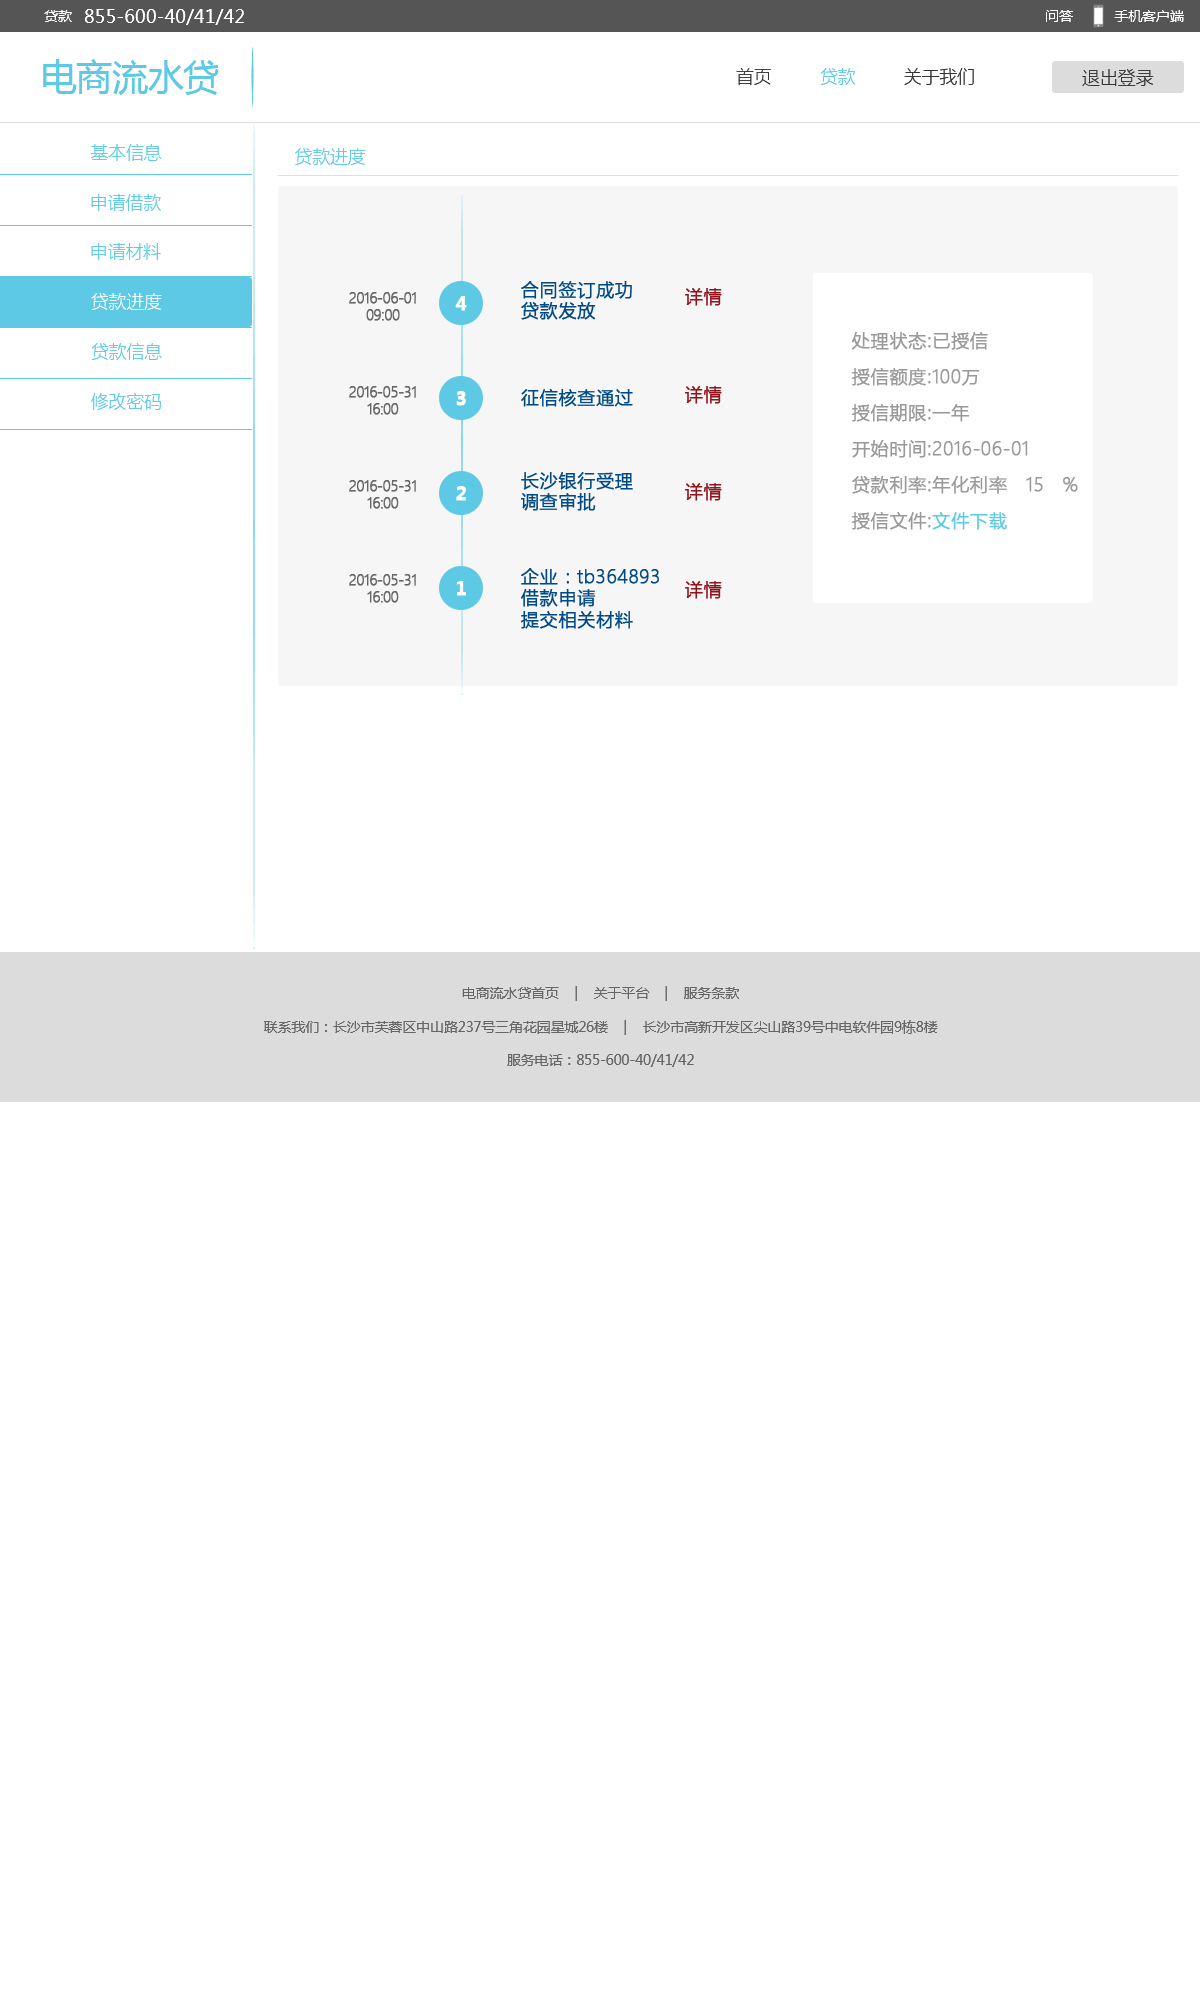 贷款 855-600-40/41/42 问答 手机客户端
电商流水贷 首页 贷款 关于我们 退出登录
基本信息
申请借款
申请材料
贷款进度
贷款信息
修改密码
贷款进度
2016-06-01
09:00
4
合同签订成功
贷款发放
详情
2016-05-31
16:00
3
征信核查通过
详情
2016-05-31
16:00
2
长沙银行受理
调查审批
详情
2016-05-31
16:00
1
企业：tb364893
借款申请
提交相关材料
详情
处理状态:已授信
授信额度:100万
授信期限:一年
开始时间:2016-06-01
贷款利率:年化利率 15 %
授信文件:文件下载
电商流水贷首页 | 关于平台 | 服务条款
联系我们：长沙市芙蓉区中山路237号三角花园星城26楼 | 长沙市高新开发区尖山路39号中电软件园9栋8楼
服务电话：855-600-40/41/42